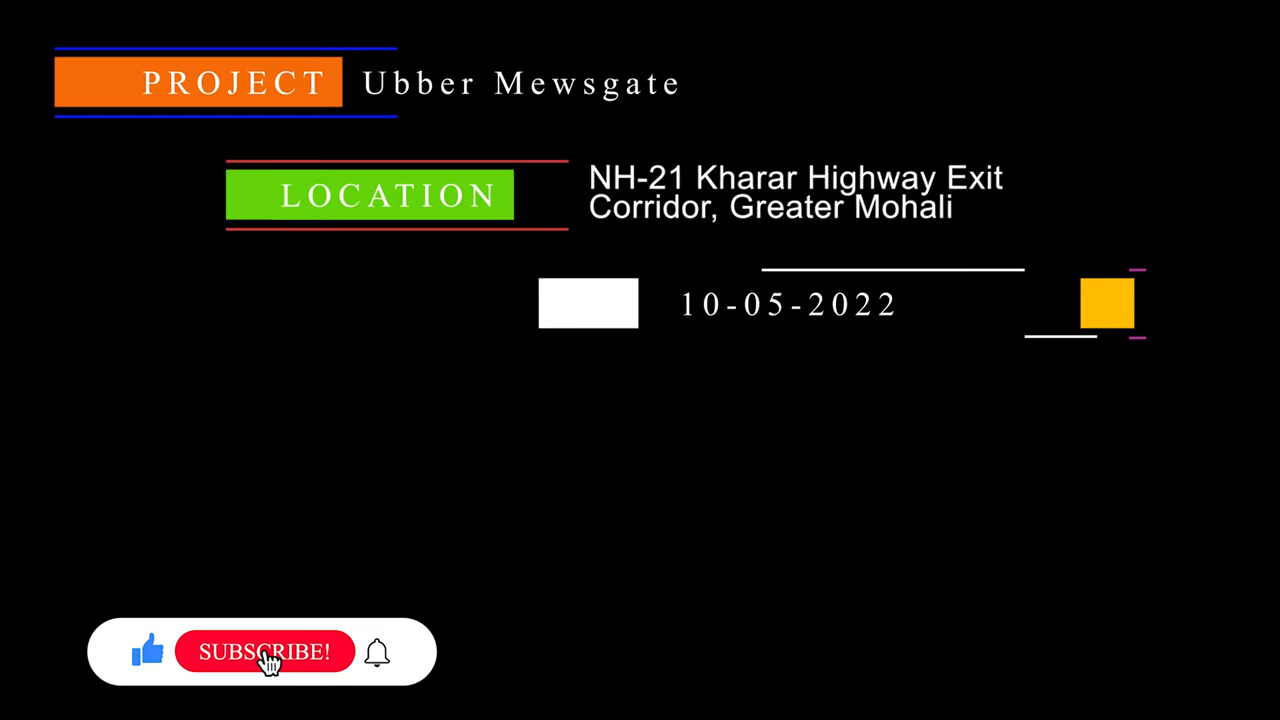 PROJECT Ubber Mewsgate
LOCATION NH-21 Kharar Highway Exit
Corridor, Greater Mohali
10-05-2022
SUBSCRIBE!